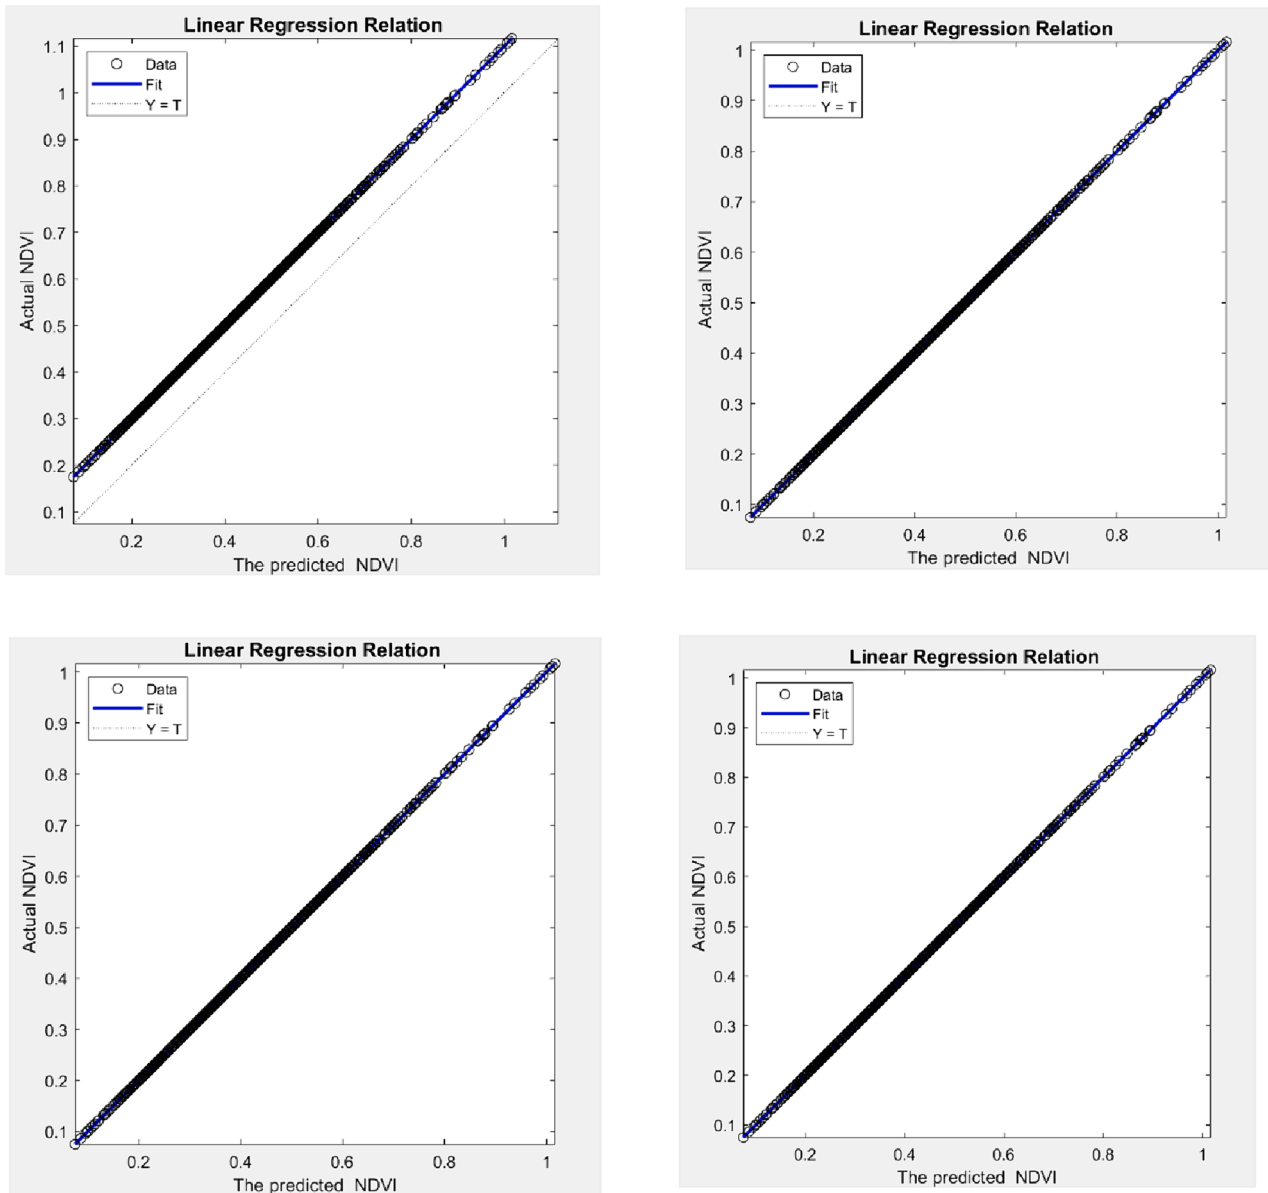 Linear Regression Relation
1.1
1
0.9
0.8
0.7
0.6
0.5
0.4
0.3
0.2
0.1
Actual NDVI
Data
Fit
Y = T
0.2
0.4
0.6
0.8
1
The predicted NDVI
Linear Regression Relation
1
0.9
0.8
0.7
0.6
0.5
0.4
0.3
0.2
0.1
Actual NDVI
Data
Fit
Y = T
0.2
0.4
0.6
0.8
1
The predicted NDVI
Linear Regression Relation
1
0.9
0.8
0.7
0.6
0.5
0.4
0.3
0.2
0.1
Actual NDVI
Data
Fit
Y = T
0.2
0.4
0.6
0.8
1
The predicted NDVI
Linear Regression Relation
1
0.9
0.8
0.7
0.6
0.5
0.4
0.3
0.2
0.1
Actual NDVI
Data
Fit
Y = T
0.2
0.4
0.6
0.8
1
The predicted NDVI